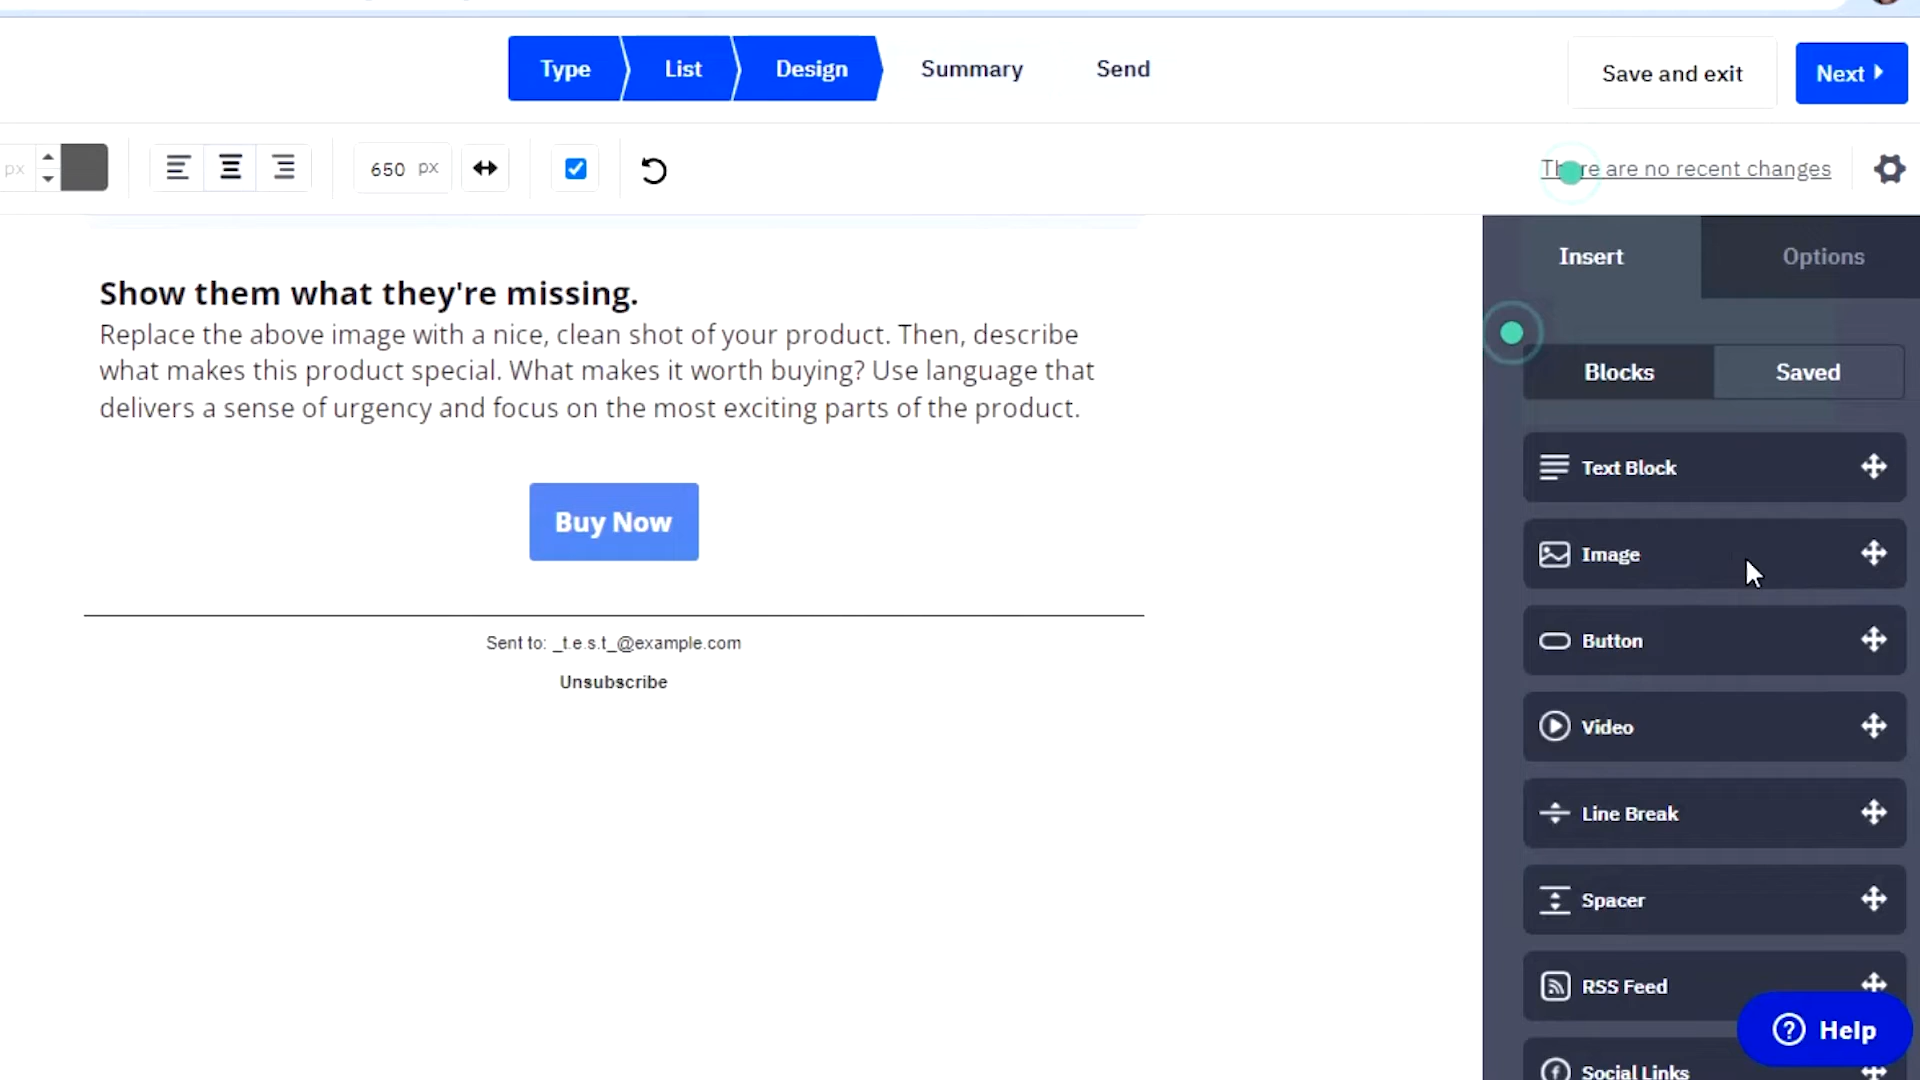 Type
List
Design
Summary
Send
Save and exit
Next
px
650 px
There are no recent changes
Insert
Options
Show them what they're missing.
Replace the above image with a nice, clean shot of your product. Then, describe
what makes this product special. What makes it worth buying? Use language that
delivers a sense of urgency and focus on the most exciting parts of the product.
Buy Now
Sent to: _t.e.s.t_@example.com
Unsubscribe
Blocks
Saved
Text Block
Image
Button
Video
Line Break
Spacer
RSS Feed
Social Links
Help